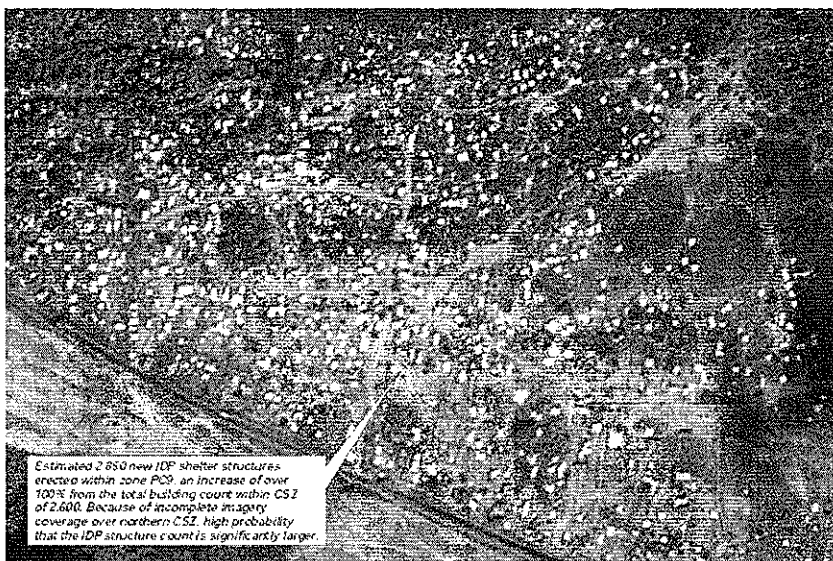 Estimated 2.850 new IDP shelter structures
erected within zone PC9, an increase of over
100% from the total building count within CSZ
of 2,600. Because of incomplete imagery
coverage over northern CSZ, high probability
that the IDP structure count is significantly larger.